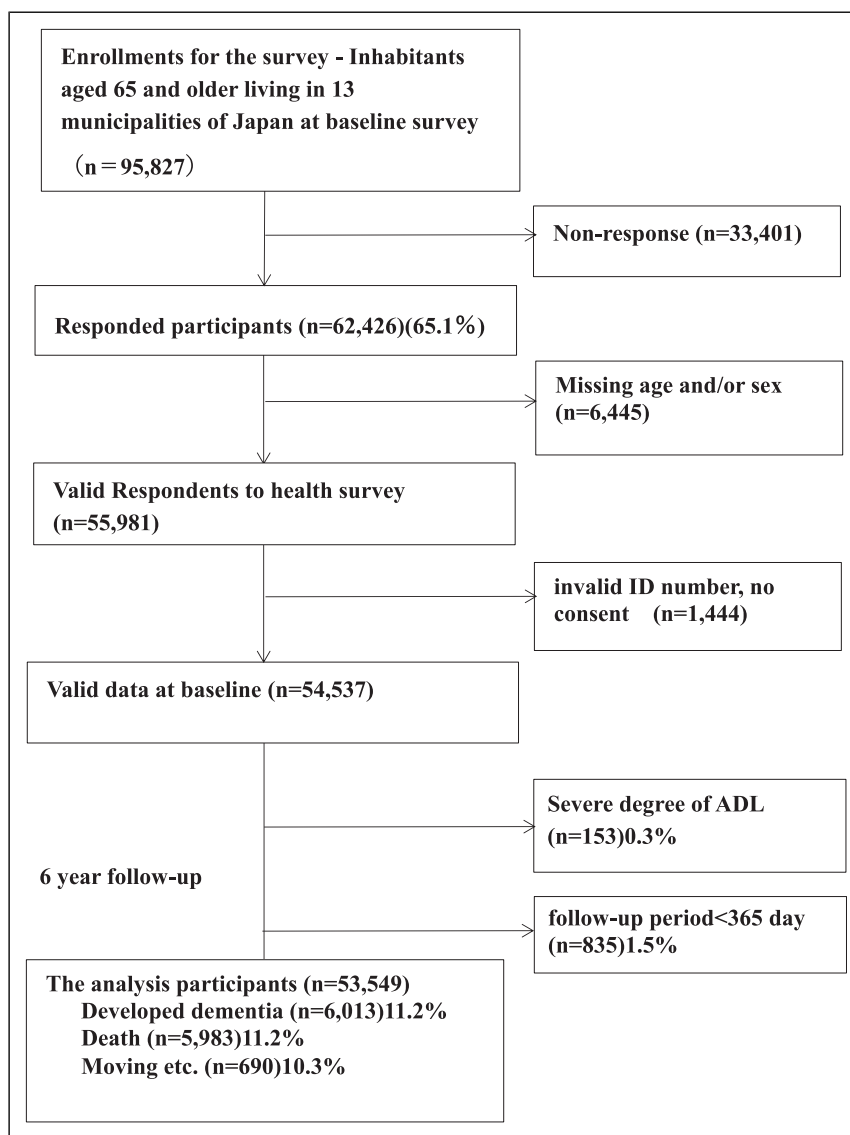 Enrollments for the survey - Inhabitants
aged 65 and older living in 13
municipalities of Japan at baseline survey
（n＝95,827）
Non-response (n=33,401)
Responded participants (n=62,426)(65.1％)
Missing age and/or sex
(n=6,445)
Valid Respondents to health survey
(n=55,981)
invalid ID number, no
consent　(n=1,444)
Valid data at baseline (n=54,537)
Severe degree of ADL
(n=153)0.3%
6 year follow-up
follow-up period<365 day
(n=835)1.5%
The analysis participants (n=53,549)
Developed dementia (n=6,013)11.2%
Death (n=5,983)11.2%
Moving etc. (n=690)10.3%